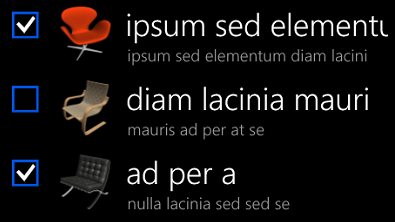 ipsum sed elementu
ipsum sed elementum diam lacini
diam lacinia mauri
mauris ad per at se
ad per a
nulla lacinia sed sed se